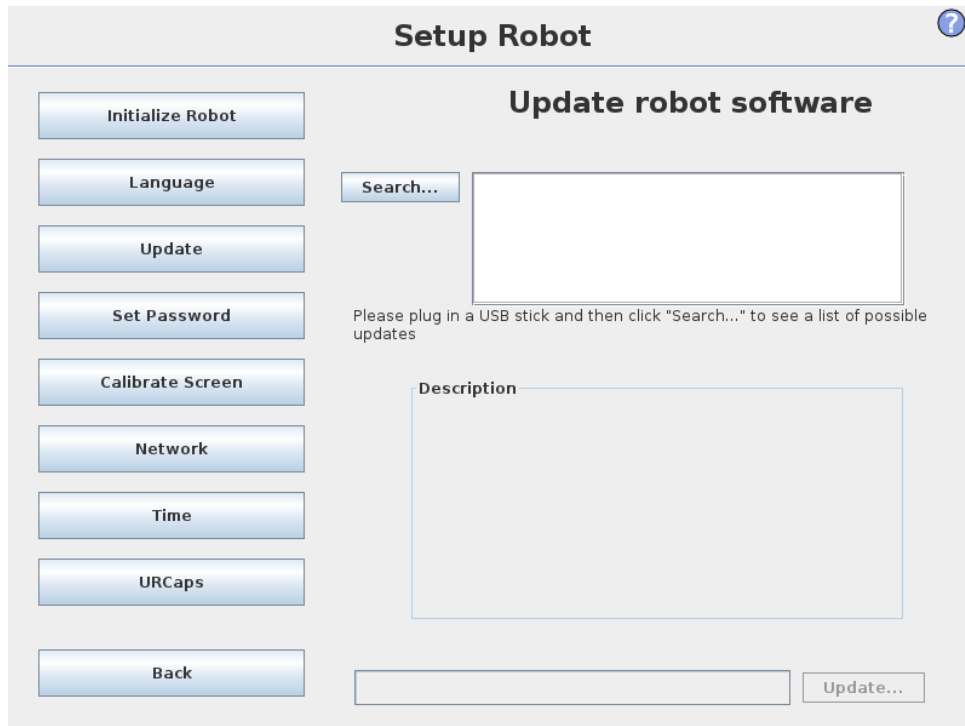 Setup Robot
?
Initialize Robot
Language
Update
Set Password
Calibrate Screen
Network
Time
URCaps
Back
Update robot software
Search...
Please plug in a USB stick and then click "Search..." to see a list of possible
updates
Description
Update...